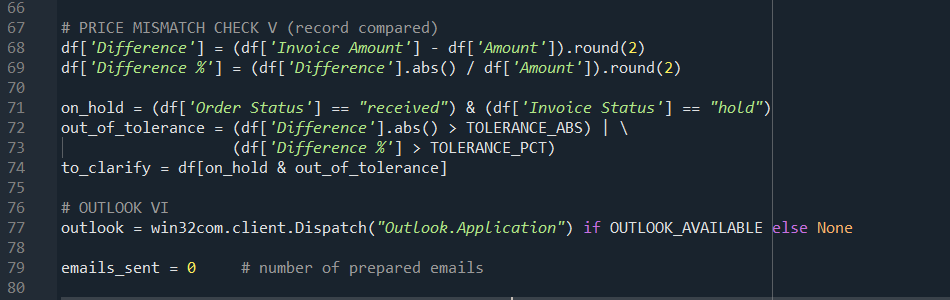 66
67 # PRICE MISMATCH CHECK V (record compared)
68 df['Difference'] = (df['Invoice Amount'] - df['Amount']).round(2)
69 df['Difference %'] = (df['Difference'].abs() / df['Amount']).round(2)
70
71 on_hold = (df['Order Status'] == "received") & (df['Invoice Status'] == "hold")
72 out_of_tolerance = (df['Difference'].abs() > TOLERANCE_ABS) | \
73 (df['Difference %'] > TOLERANCE_PCT)
74 to_clarify = df[on_hold & out_of_tolerance]
75
76 # OUTLOOK VI
77 outlook = win32com.client.Dispatch("Outlook.Application") if OUTLOOK_AVAILABLE else None
78
79 emails_sent = 0 # number of prepared emails
80